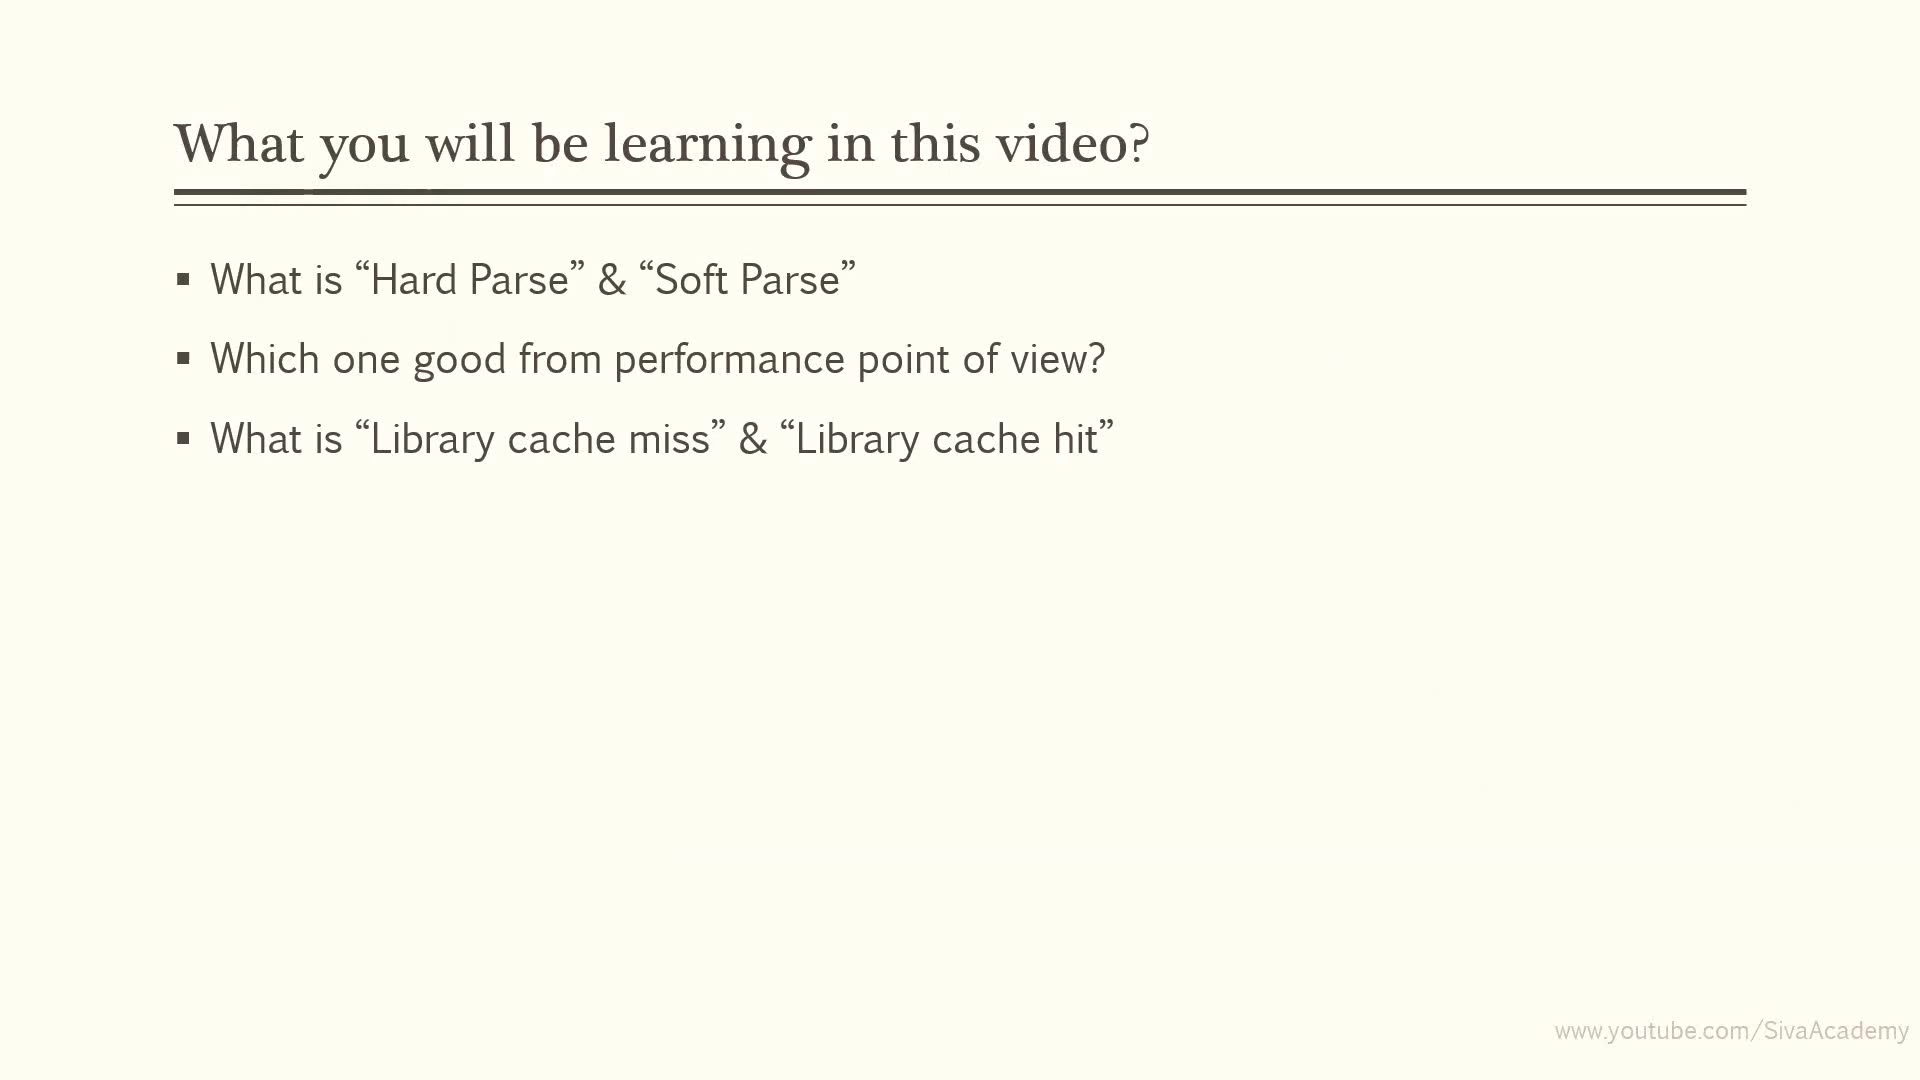 What you will be learning in this video?
▪ What is “Hard Parse” & “Soft Parse”
▪ Which one good from performance point of view?
▪ What is “Library cache miss” & “Library cache hit”
www.youtube.com/SivaAcademy